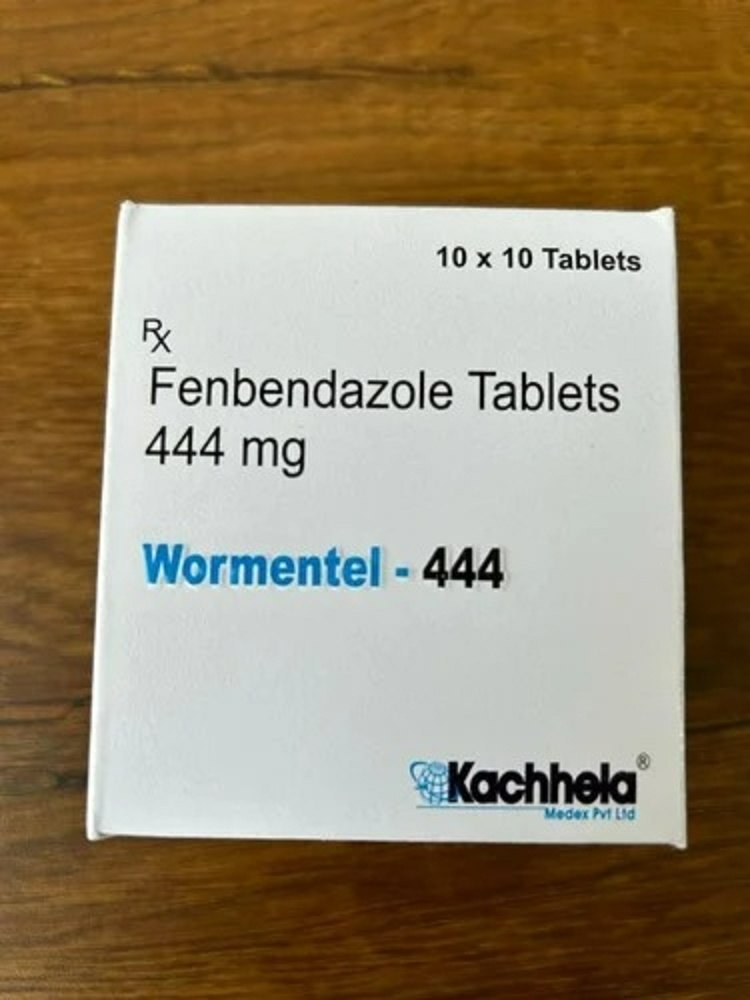 10 x 10 Tablets
Rx
Fenbendazole Tablets
444 mg
Wormentel - 444
Kachhela®
Medex Pvt Ltd